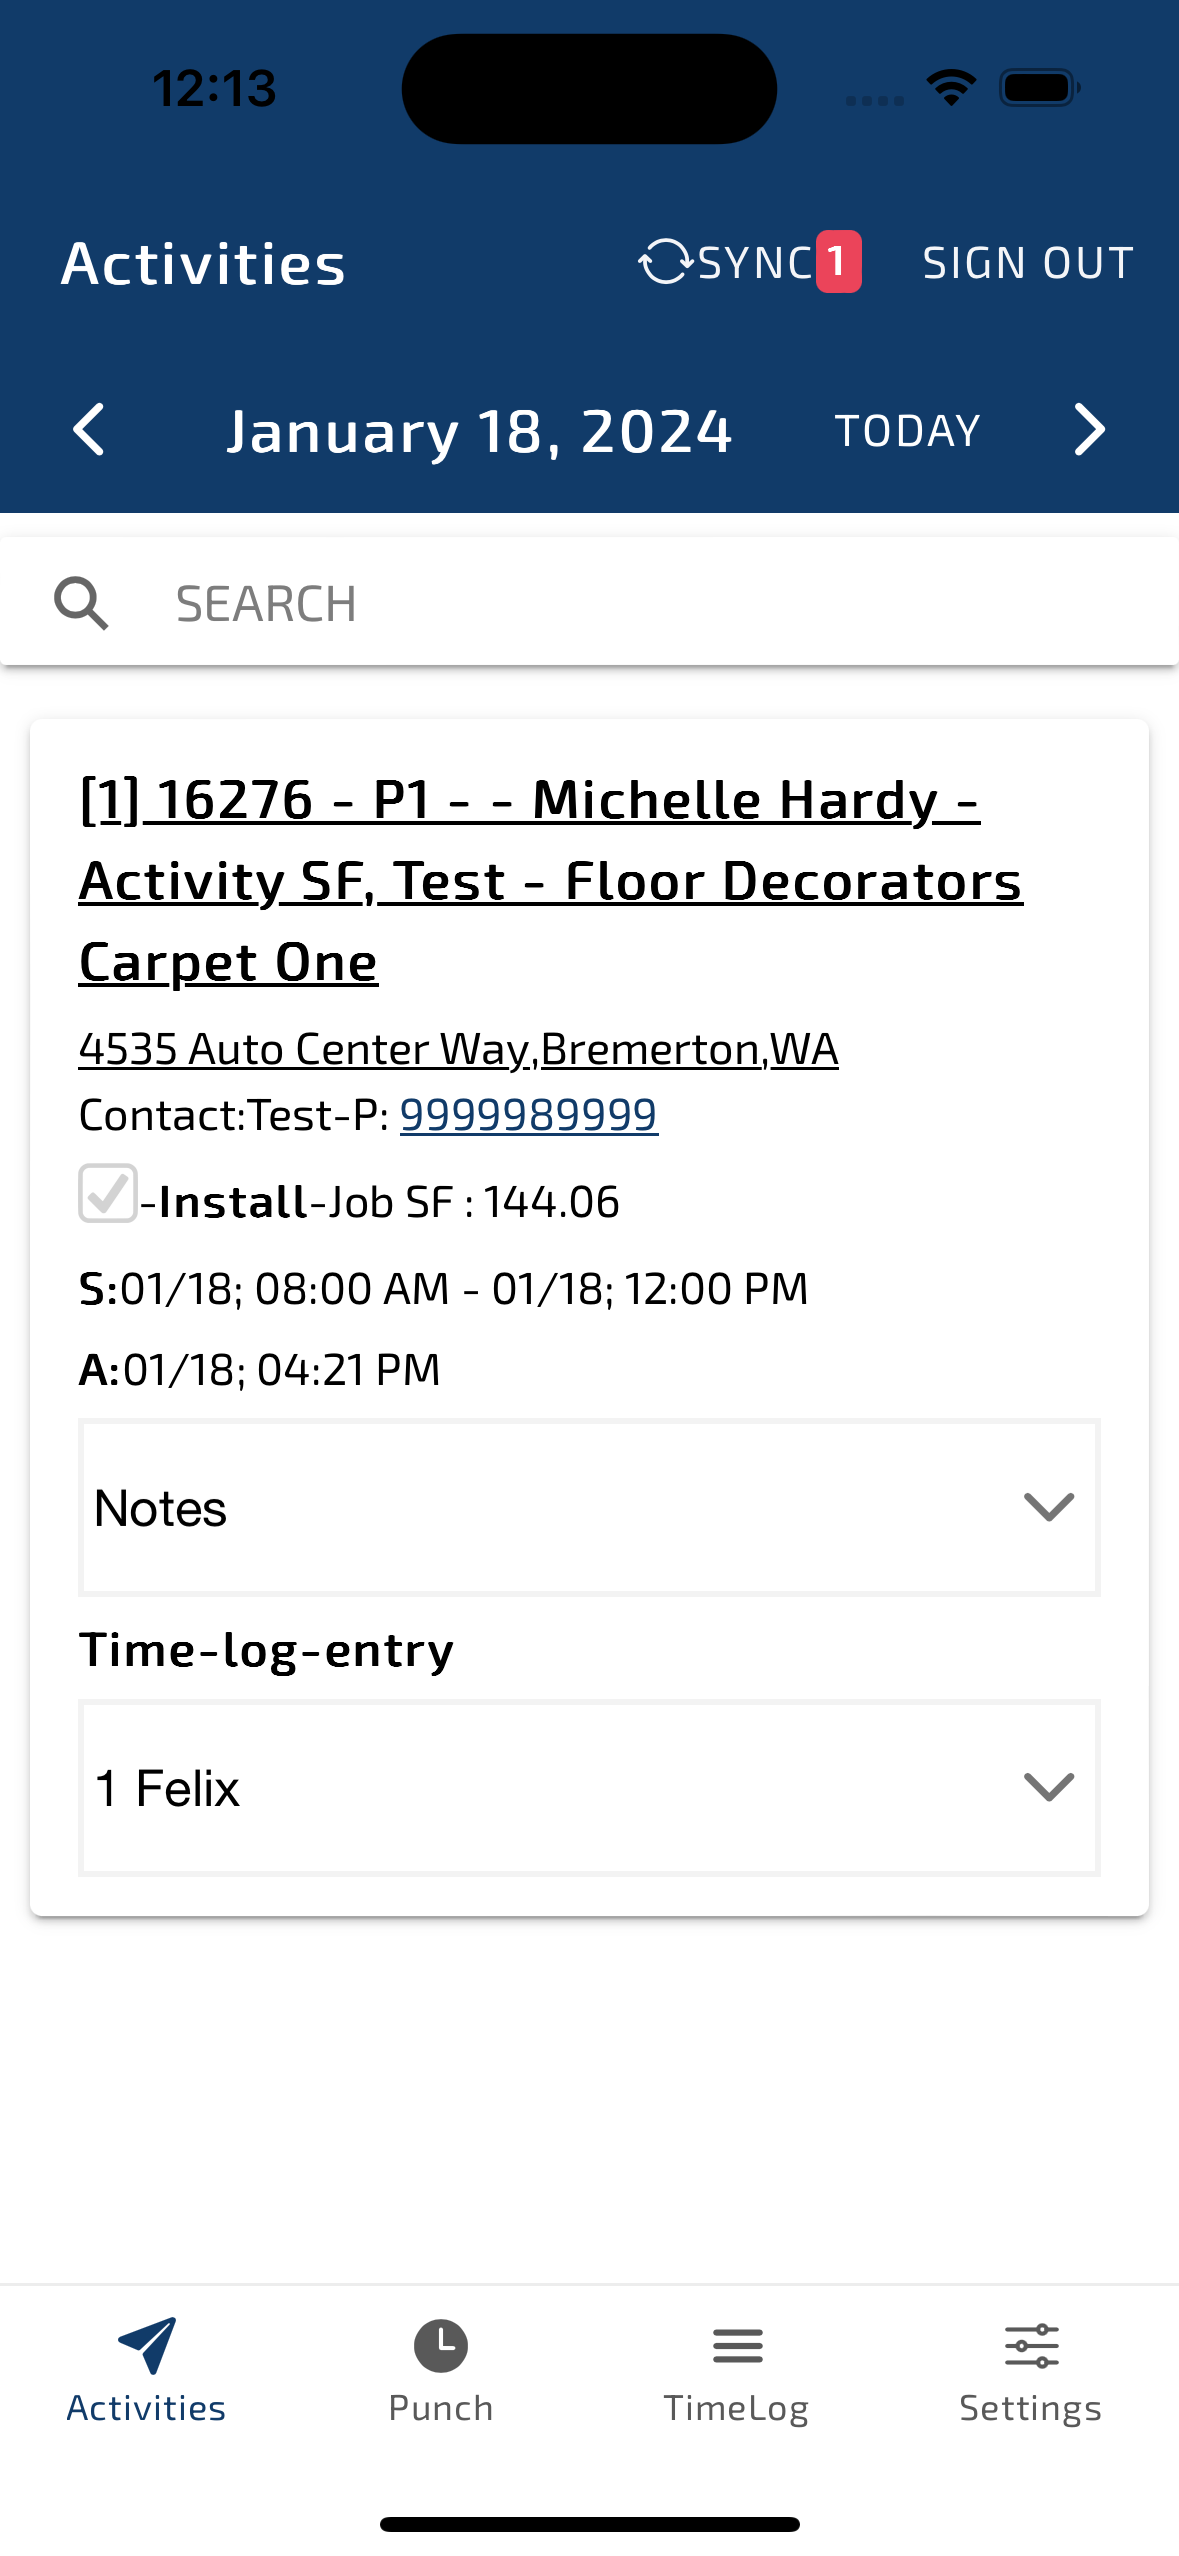 12:13
Activities
SYNC 1
SIGN OUT
January 18, 2024
TODAY
SEARCH
[1] 16276 - P1 - - Michelle Hardy -
Activity SF, Test - Floor Decorators
Carpet One
4535 Auto Center Way,Bremerton,WA
Contact:Test-P: 9999989999
-Install-Job SF : 144.06
S:01/18; 08:00 AM - 01/18; 12:00 PM
A:01/18; 04:21 PM
Notes
Time-log-entry
1 Felix
Activities
Punch
TimeLog
Settings